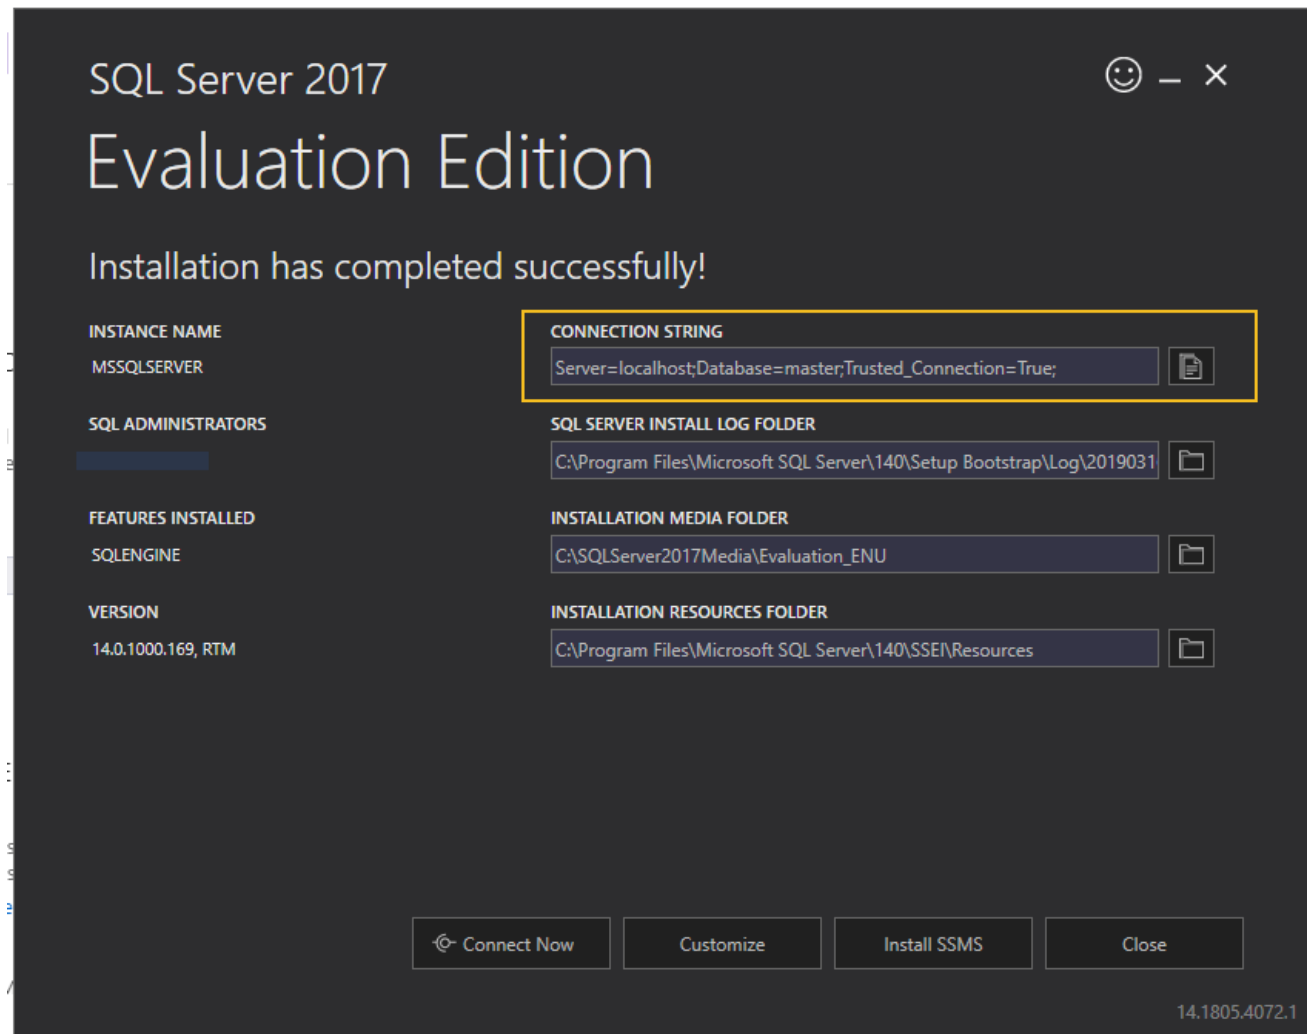 SQL Server 2017
Evaluation Edition
Installation has completed successfully!
INSTANCE NAME
MSSQLSERVER
CONNECTION STRING
Server=localhost;Database=master;Trusted_Connection=True;
SQL ADMINISTRATORS
SQL SERVER INSTALL LOG FOLDER
C:\Program Files\Microsoft SQL Server\140\Setup Bootstrap\Log\201903
FEATURES INSTALLED
SQLENGINE
INSTALLATION MEDIA FOLDER
C:\SQLServer2017Media\Evaluation_ENU
VERSION
14.0.1000.169, RTM
INSTALLATION RESOURCES FOLDER
C:\Program Files\Microsoft SQL Server\140\SSEI\Resources
Connect Now
Customize
Install SSMS
Close
14.1805.4072.1